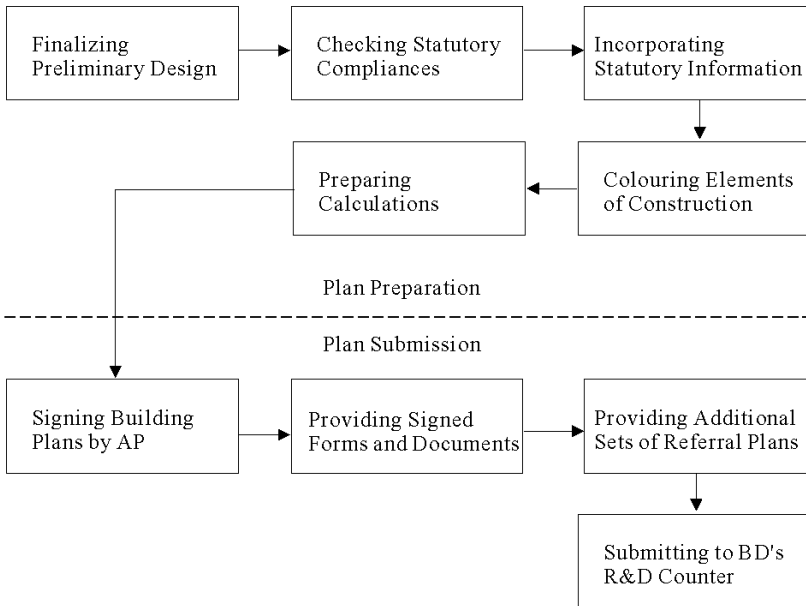 Finalizing
Preliminary Design
Checking Statutory
Compliances
Incorporating
Statutory Information
Colouring Elements
of Construction
Preparing
Calculations
Plan Preparation
Plan Submission
Signing Building
Plans by AP
Providing Signed
Forms and Documents
Providing Additional
Sets of Referral Plans
Submitting to BD's
R&D Counter